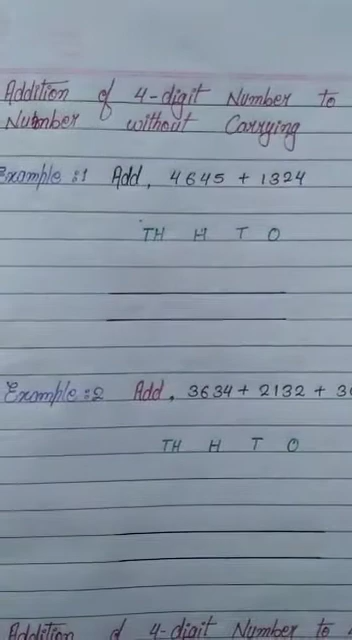 Addition of 4-digit Number to
Number without Carrying
Example :1 Add, 4645 + 1324
TH H T O
Example :2 Add, 3634 + 2132 + 3
TH H T O
Addition of 4-digit Number to